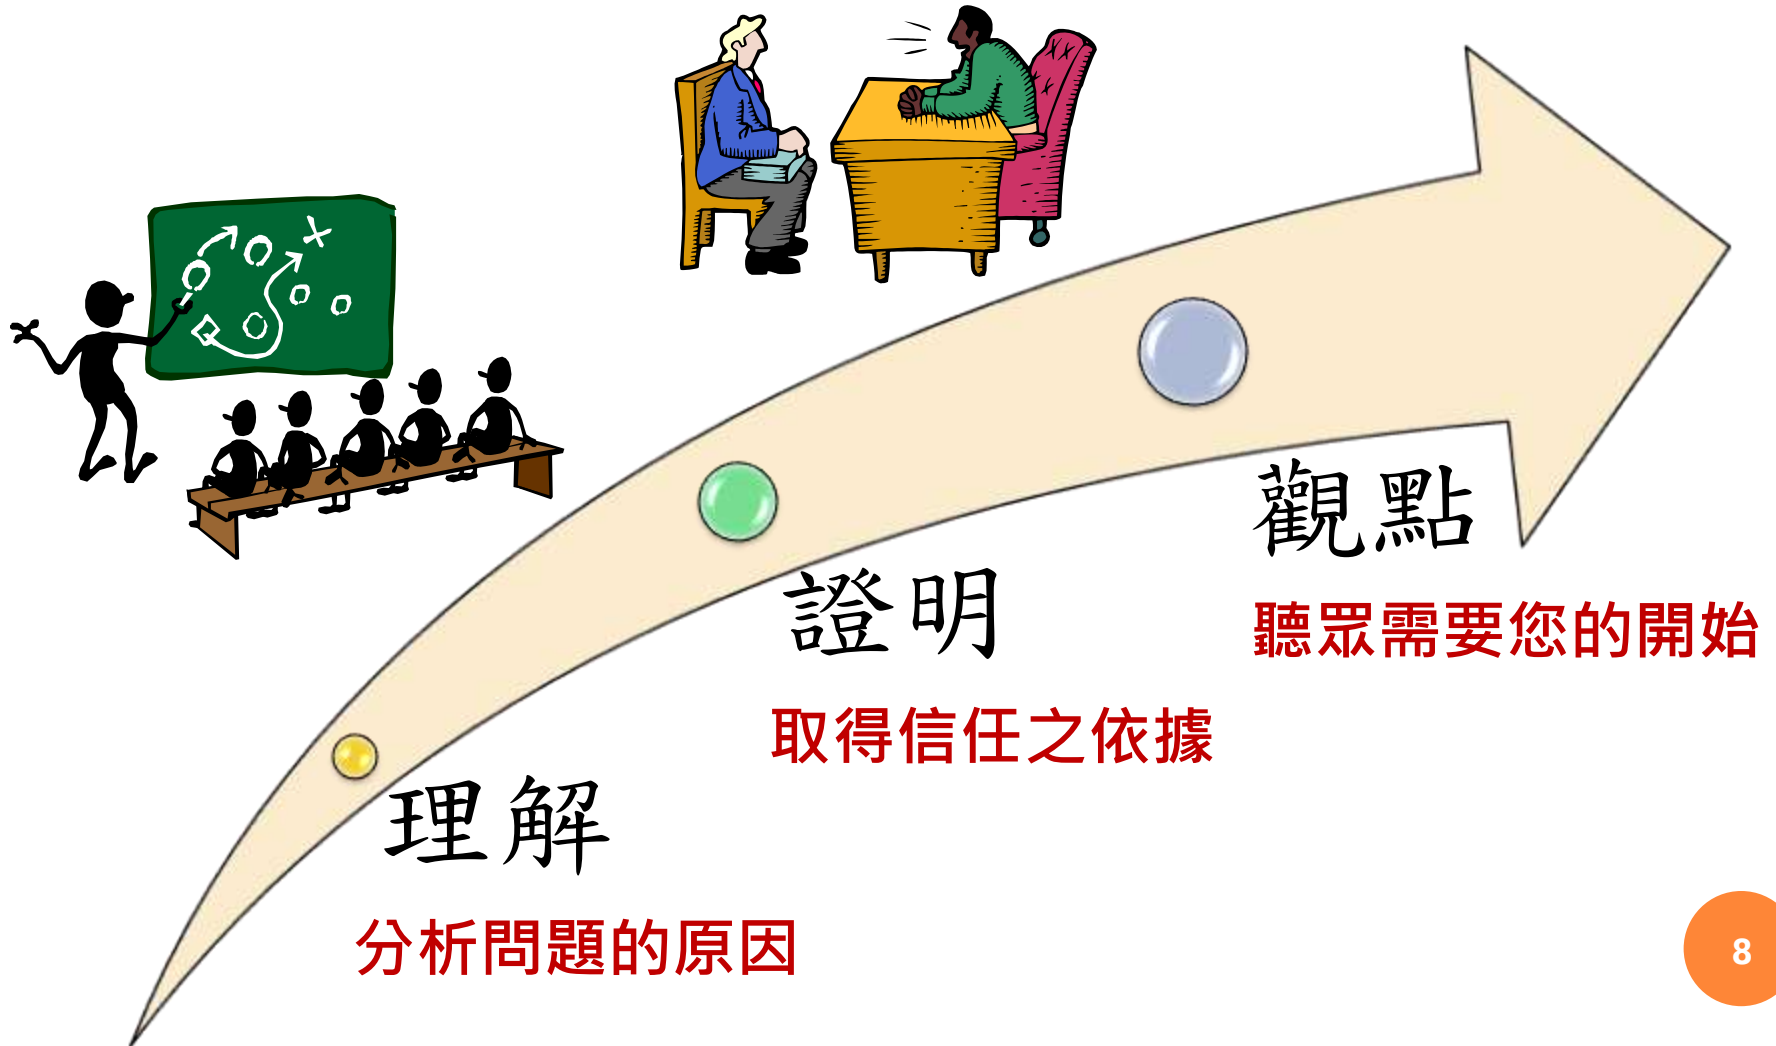 觀點
聽眾需要您的開始
證明
取得信任之依據
理解
分析問題的原因
8